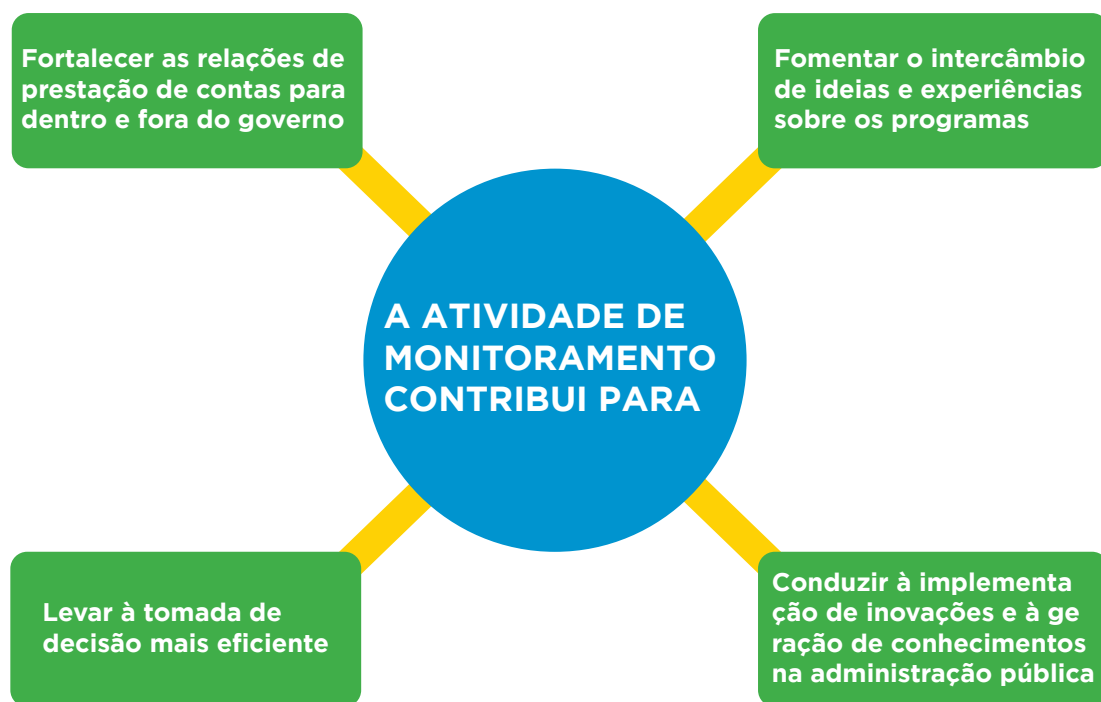 Fortalecer as relações de
prestação de contas para
dentro e fora do governo
Fomentar o intercâmbio
de ideias e experiências
sobre os programas
A ATIVIDADE DE
MONITORAMENTO
CONTRIBUI PARA
Levar à tomada de
decisão mais eficiente
Conduzir à implementa
ção de inovações e à ge
ração de conhecimentos
na administração pública